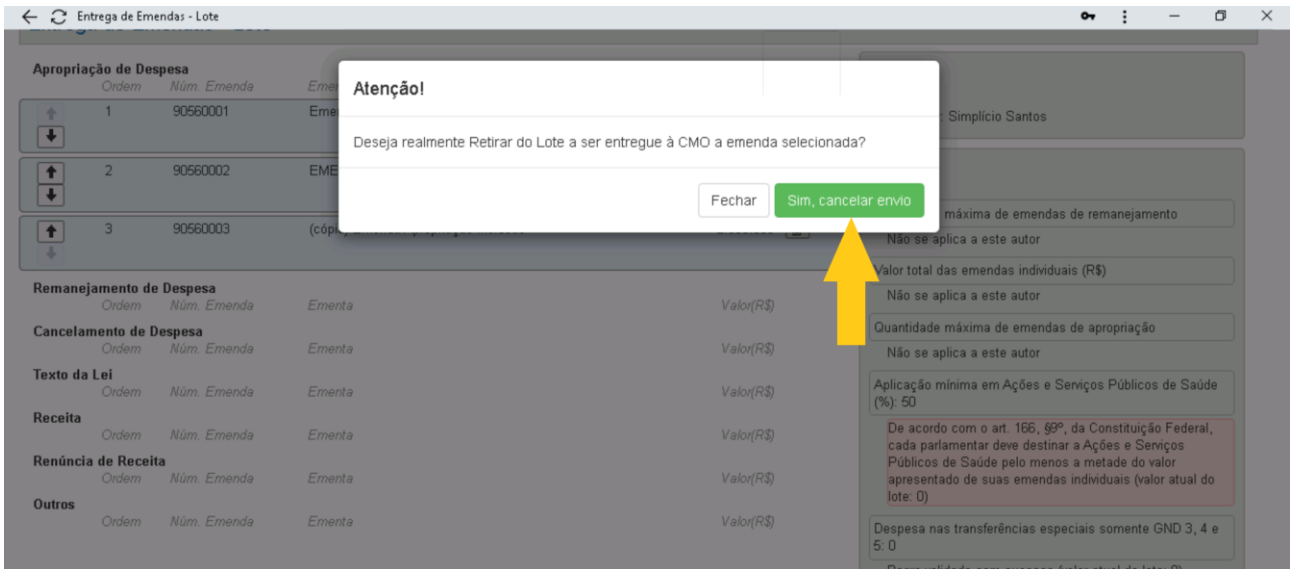 Entrega de Emendas - Lote
Apropriação de Despesa
Ordem Núm. Emenda
1 90560001
2 90560002
3 90560003
Atenção!
Deseja realmente Retirar do Lote a ser entregue à CMO a emenda selecionada?
Fechar Sim, cancelar envio
Remanejamento de Despesa
Ordem Núm. Emenda Ementa Valor(R$)
Cancelamento de Despesa
Ordem Núm. Emenda Ementa Valor(R$)
Texto da Lei
Ordem Núm. Emenda Ementa Valor(R$)
Receita
Ordem Núm. Emenda Ementa Valor(R$)
Renúncia de Receita
Ordem Núm. Emenda Ementa Valor(R$)
Outros
Ordem Núm. Emenda Ementa Valor(R$)
: Simplício Santos
máxima de emendas de remanejamento
Não se aplica a este autor
Valor total das emendas individuais (R$)
Não se aplica a este autor
Quantidade máxima de emendas de apropriação
Não se aplica a este autor
Aplicação mínima em Ações e Serviços Públicos de Saúde
(%): 50
De acordo com o art. 166, §9º, da Constituição Federal,
cada parlamentar deve destinar a Ações e Serviços
Públicos de Saúde pelo menos a metade do valor
apresentado de suas emendas individuais (valor atual do
lote: 0)
Despesa nas transferências especiais somente GND 3, 4 e
5: 0